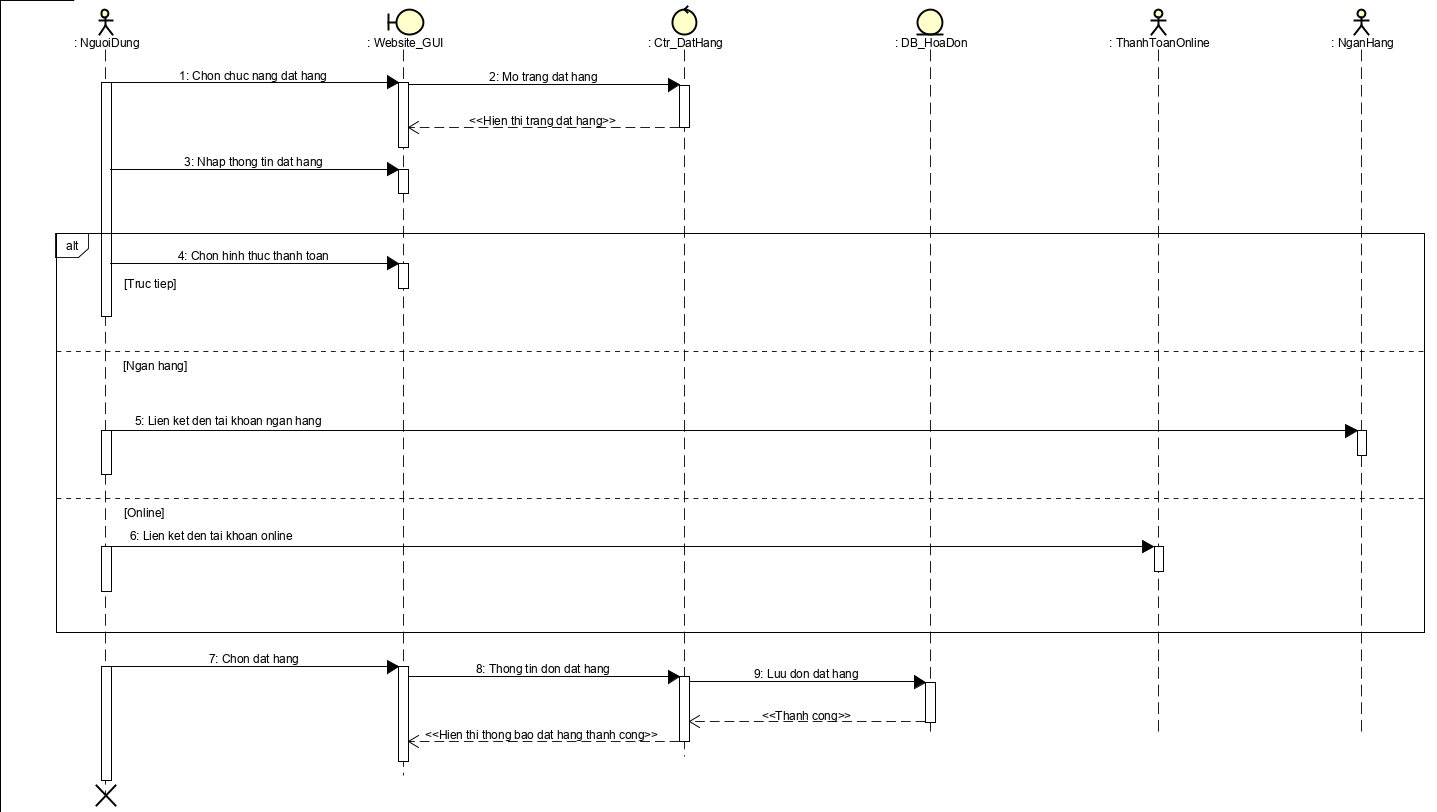 : NguoiDung
: Website_GUI
: Ctr_DatHang
: DB_HoaDon
: ThanhToanOnline
: NganHang
1: Chon chuc nang dat hang
2: Mo trang dat hang
<<Hien thi trang dat hang>>
3: Nhap thong tin dat hang
alt
4: Chon hinh thuc thanh toan
[Truc tiep]
[Ngan hang]
5: Lien ket den tai khoan ngan hang
[Online]
6: Lien ket den tai khoan online
7: Chon dat hang
8: Thong tin don dat hang
9: Luu don dat hang
<<Thanh cong>>
<<Hien thi thong bao dat hang thanh cong>>